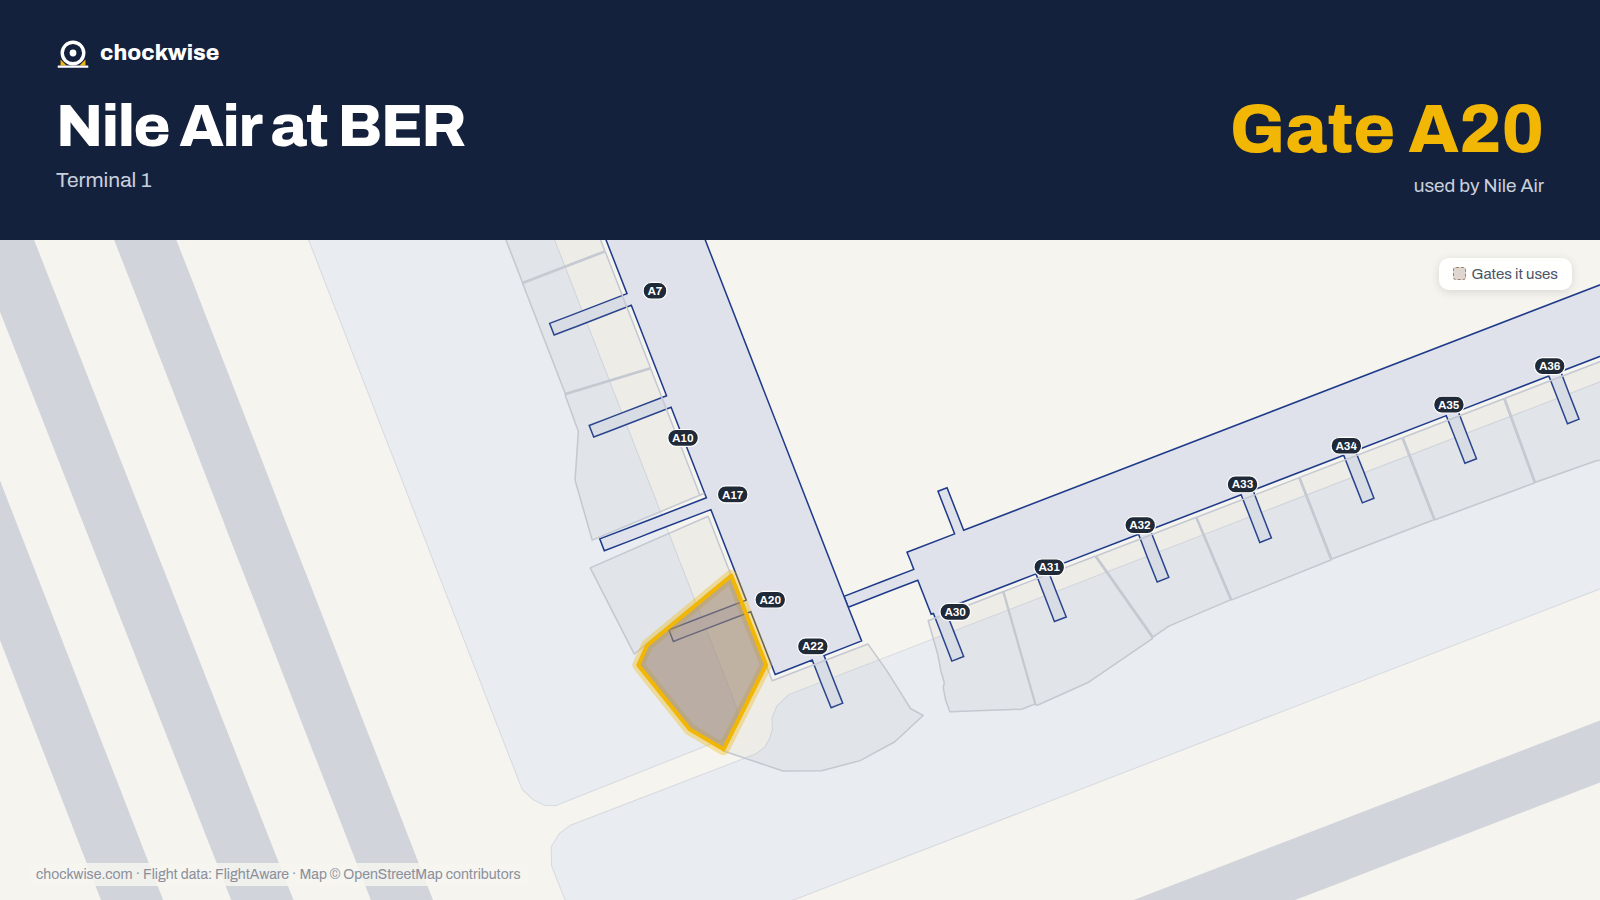 chockwise
Nile Air at BER
Terminal 1
Gate A20
used by Nile Air
Gates it uses
A7
A10
A17
A20
A22
A30
A31
A32
A33
A34
A35
A36
chockwise.com · Flight data: FlightAware · Map © OpenStreetMap contributors